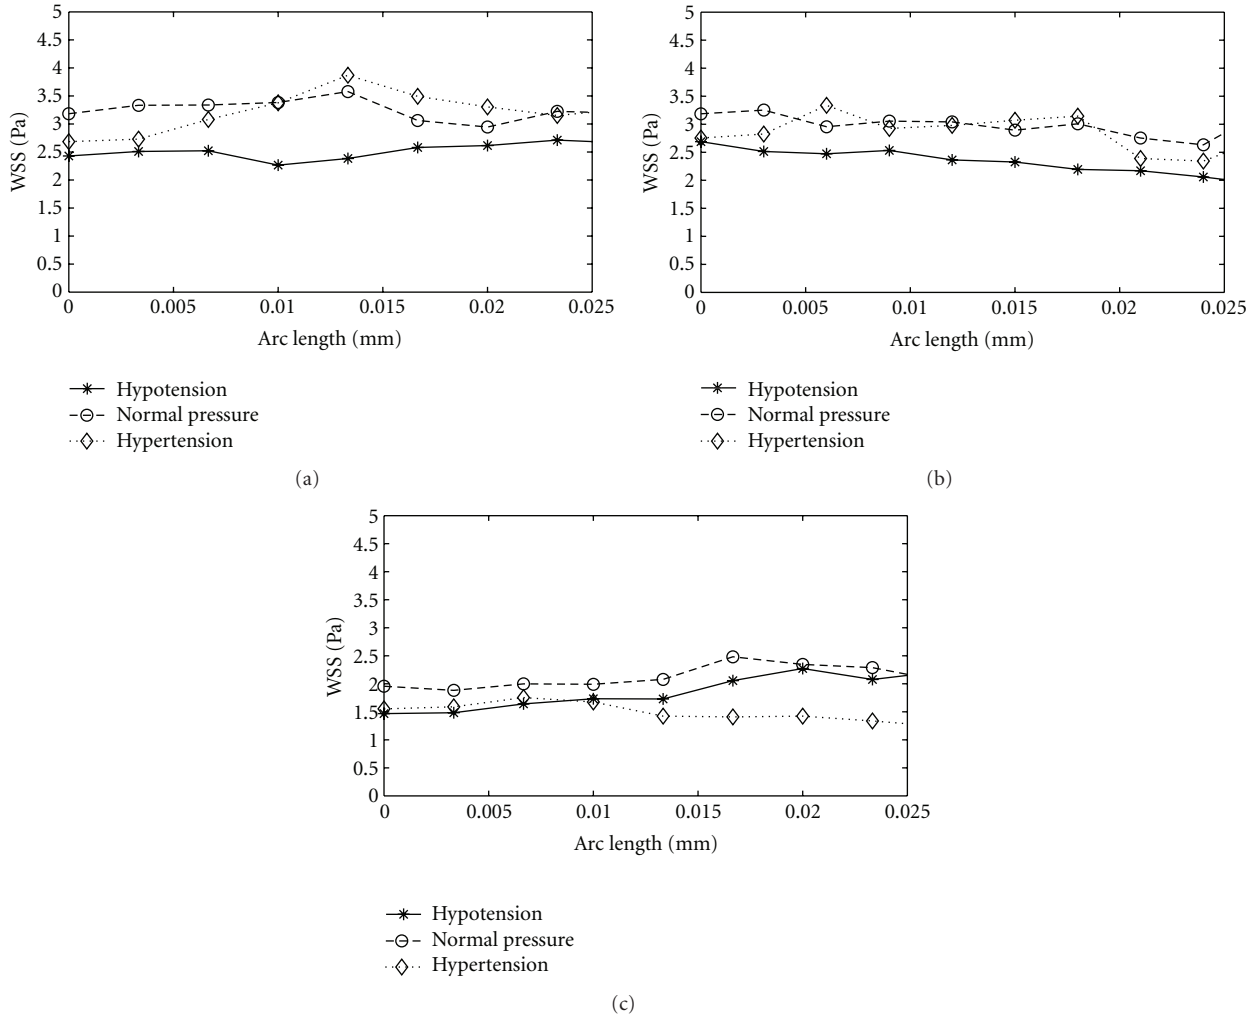 5
4.5
4
3.5
3
2.5
2
1.5
1
0.5
0
WSS (Pa)
0 0.005 0.01 0.015 0.02 0.025
Arc length (mm)
Hypotension
Normal pressure
Hypertension
(a)
5
4.5
4
3.5
3
2.5
2
1.5
1
0.5
0
WSS (Pa)
0 0.005 0.01 0.015 0.02 0.025
Arc length (mm)
Hypotension
Normal pressure
Hypertension
(b)
5
4.5
4
3.5
3
2.5
2
1.5
1
0.5
0
WSS (Pa)
0 0.005 0.01 0.015 0.02 0.025
Arc length (mm)
Hypotension
Normal pressure
Hypertension
(c)